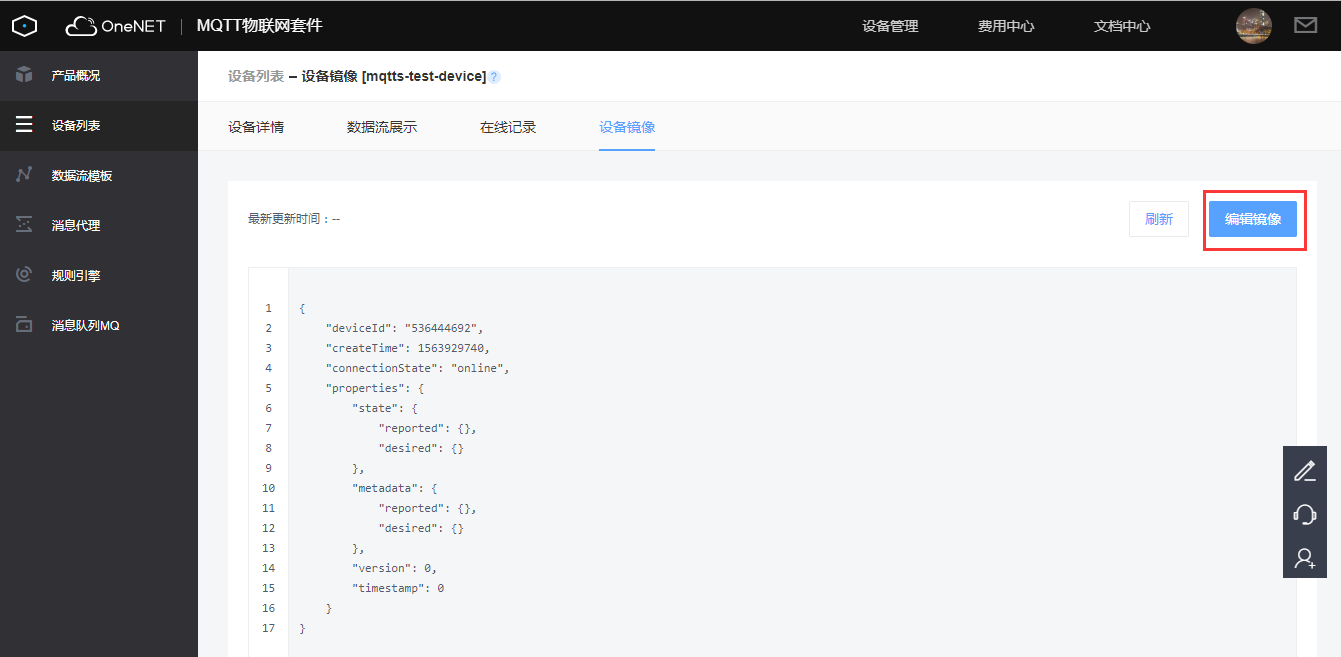 OneNET MQTT物联网套件 设备管理 费用中心 文档中心
产品概况
设备列表
数据流模板
消息代理
规则引擎
消息队列MQ
设备列表 – 设备镜像 [mqtts-test-device] ?
设备详情 数据流展示 在线记录 设备镜像
最新更新时间：-- 刷新 编辑镜像
1 {
2 "deviceId": "536444692",
3 "createTime": 1563929740,
4 "connectionState": "online",
5 "properties": {
6 "state": {
7 "reported": {},
8 "desired": {}
9 },
10 "metadata": {
11 "reported": {},
12 "desired": {}
13 },
14 "version": 0,
15 "timestamp": 0
16 }
17 }